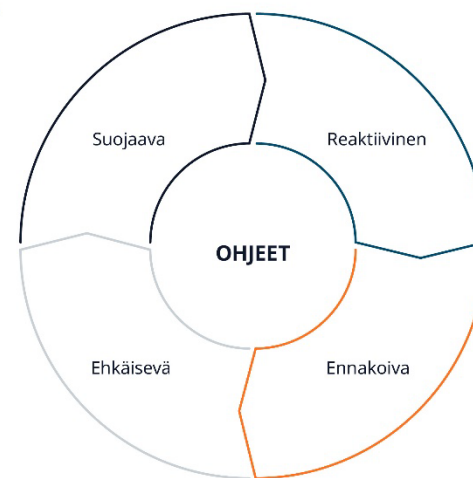 Suojaava
Reaktiivinen
OHJEET
Ehkäisevä
Ennakoiva